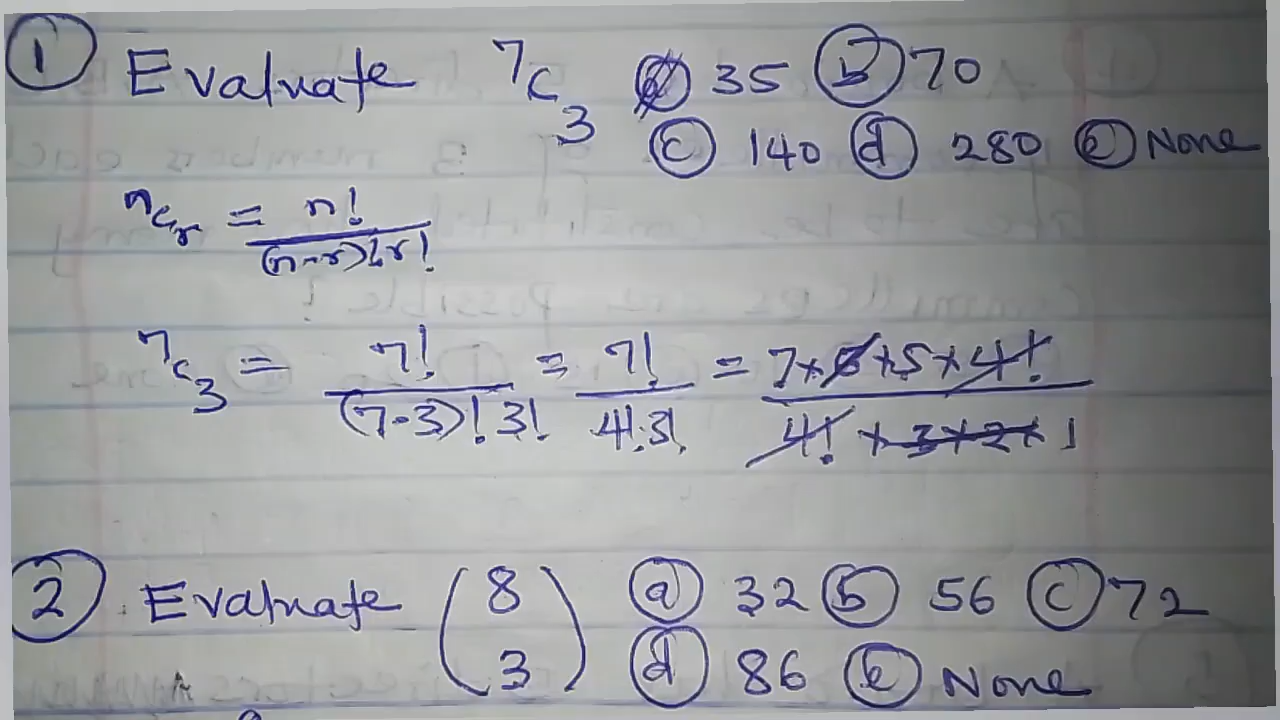 ① Evaluate ⁷C₃ ⓐ 35 ⓑ 70
ⓒ 140 ⓓ 280 ⓔ None
ⁿCᵣ = n! / (n-r)! r!
⁷C₃ = 7! / (7-3)! 3! = 7! / 4! 3! = 7×6×5×4! / 4! × 3×2×1
② Evaluate (8 3) ⓐ 32 ⓑ 56 ⓒ 72
ⓓ 86 ⓔ None